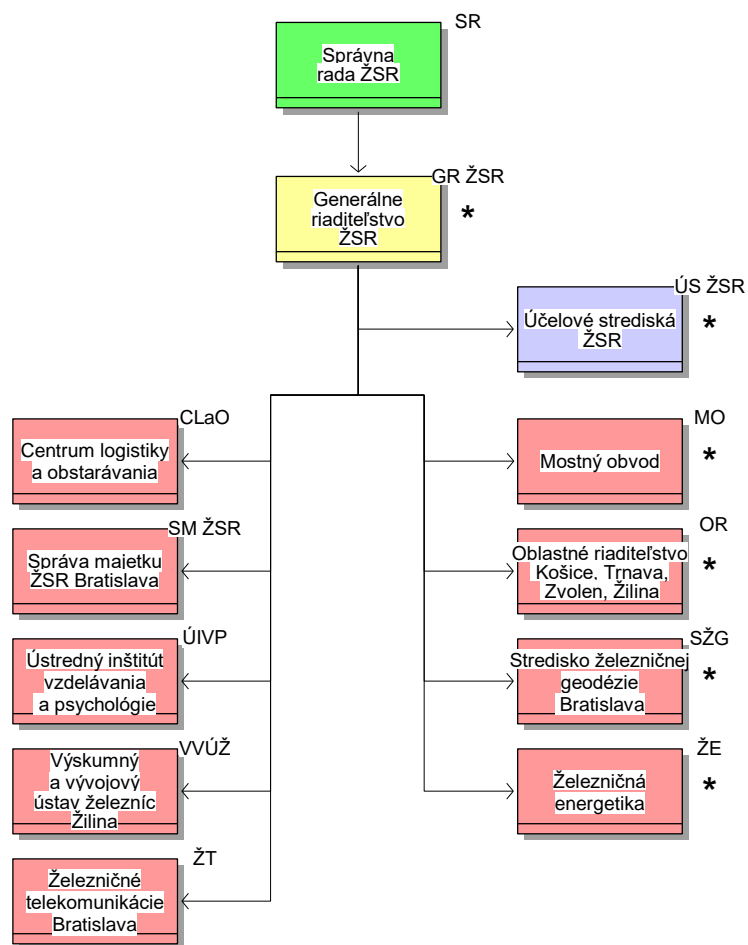 SR
Správna
rada ŽSR
GR ŽSR
Generálne
riaditeľstvo
ŽSR
*
ÚS ŽSR
Účelové strediská
ŽSR
*
CLaO
Centrum logistiky
a obstarávania
MO
Mostný obvod
*
SM ŽSR
Správa majetku
ŽSR Bratislava
OR
Oblastné riaditeľstvo
Košice, Trnava,
Zvolen, Žilina
*
ÚIVP
Ústredný inštitút
vzdelávania
a psychológie
SŽG
Stredisko železničnej
geodézie
Bratislava
*
VVÚŽ
Výskumný
a vývojový
ústav železníc
Žilina
ŽE
Železničná
energetika
*
ŽT
Železničné
telekomunikácie
Bratislava